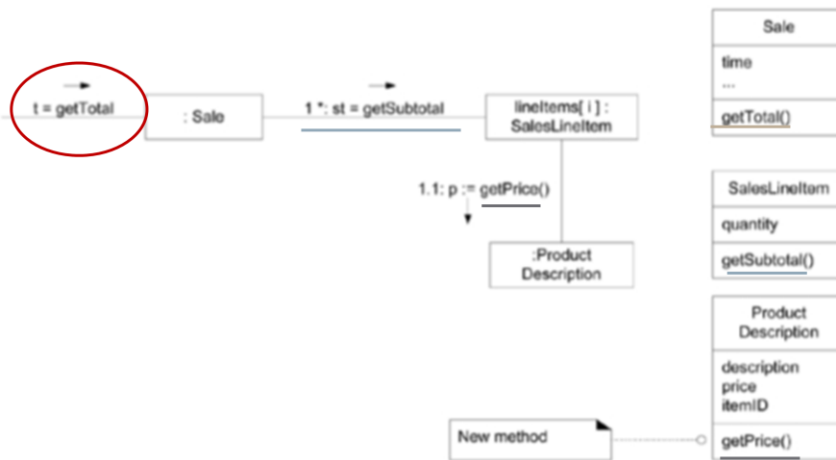 t = getTotal
: Sale
1 *: st = getSubtotal
lineItems[ i ] :
SalesLineItem
1.1: p := getPrice()
:Product
Description
Sale
time
...
getTotal()
SalesLineItem
quantity
getSubtotal()
Product
Description
description
price
itemID
getPrice()
New method